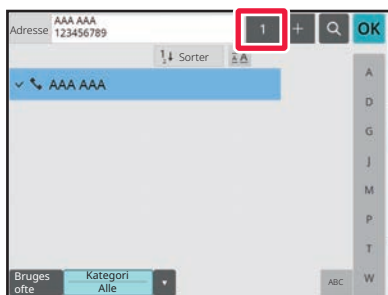 Adresse
AAA AAA
123456789
1
+
OK
Sorter
AAA AAA
A
D
G
J
M
P
T
W
Bruges
ofte
Kategori
Alle
ABC